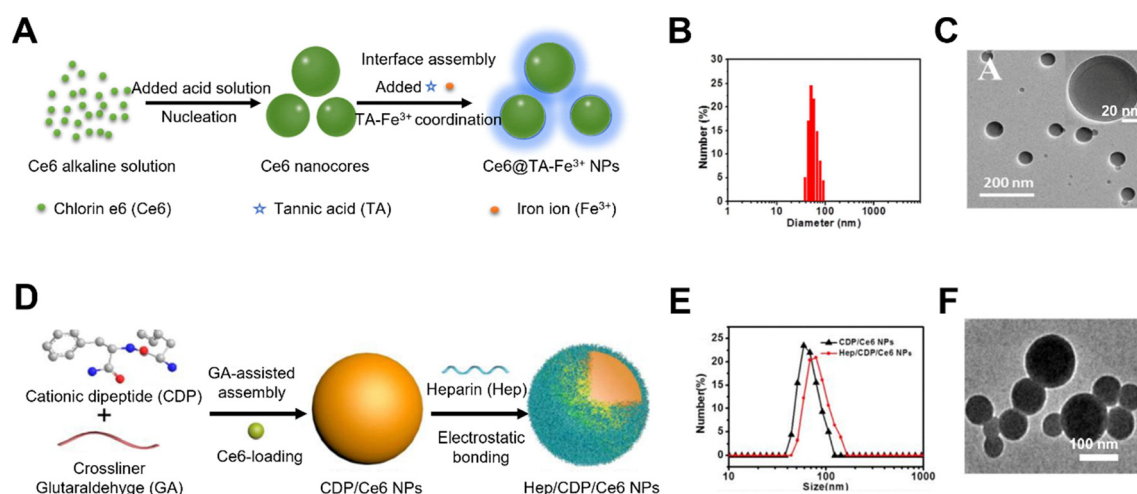 A
Added acid solution
Nucleation
Interface assembly
Added
TA-Fe³⁺ coordination
Ce6 alkaline solution
Ce6 nanocores
Ce6@TA-Fe³⁺ NPs
Chlorin e6 (Ce6)
Tannic acid (TA)
Iron ion (Fe³⁺)
B
Number (%)
30
25
20
15
10
5
0
1
10
100
1000
Diameter (nm)
C
A
20 nm
200 nm
D
Cationic dipeptide (CDP)
+
Crossliner
Glutaraldehyge (GA)
GA-assisted
assembly
Ce6-loading
CDP/Ce6 NPs
Heparin (Hep)
Electrostatic
bonding
Hep/CDP/Ce6 NPs
E
Number(%)
CDP/Ce6 NPs
Hep/CDP/Ce6 NPs
25
20
15
10
5
0
10
100
1000
Size(nm)
F
100 nm